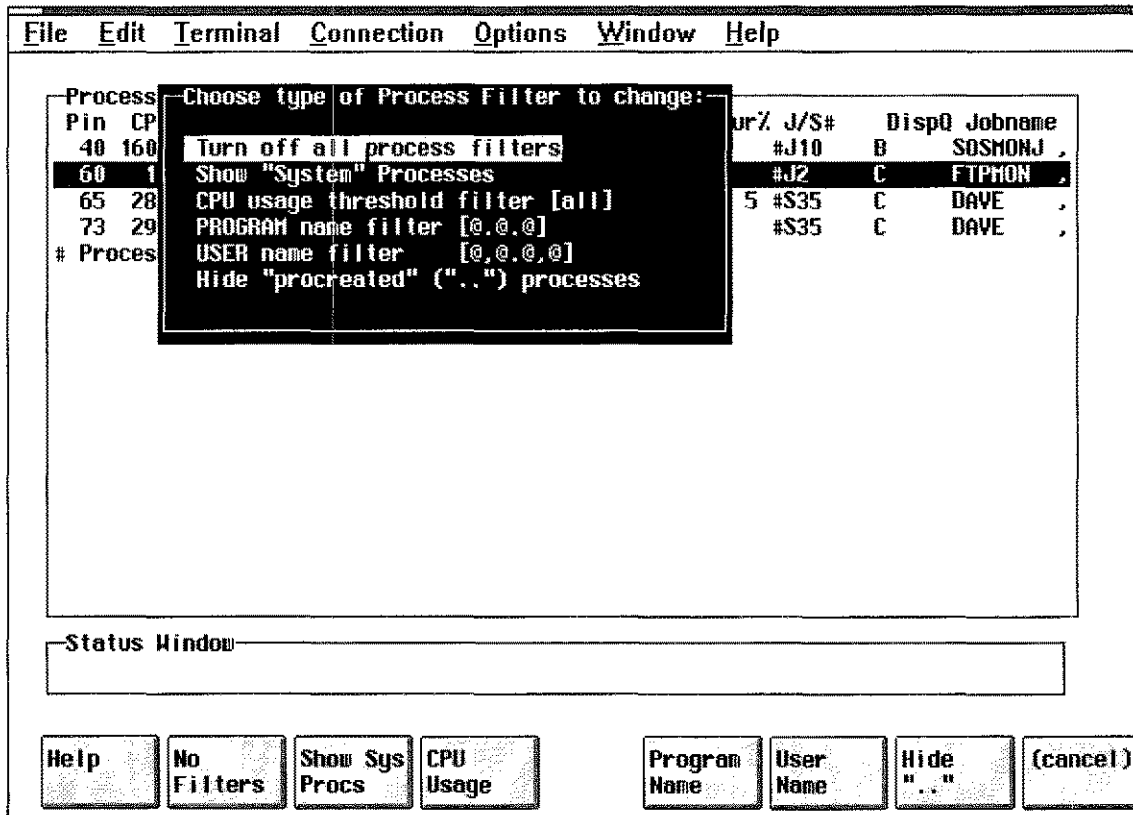 File Edit Terminal Connection Options Window Help
Process Choose type of Process Filter to change:
Pin CP ur% J/S# DispQ Jobname
40 160 Turn off all process filters #J10 B SOSMONJ ,
60 1 Show "System" Processes #J2 C FTPMON ,
65 28 CPU usage threshold filter [all] 5 #S35 C DAVE ,
73 29 PROGRAM name filter [@.@.@] #S35 C DAVE ,
# Proces USER name filter [@,@.@,@]
Hide "procreated" ("..") processes
Status Window
Help No Filters Show Sys Procs CPU Usage Program Name User Name Hide ".." (cancel)